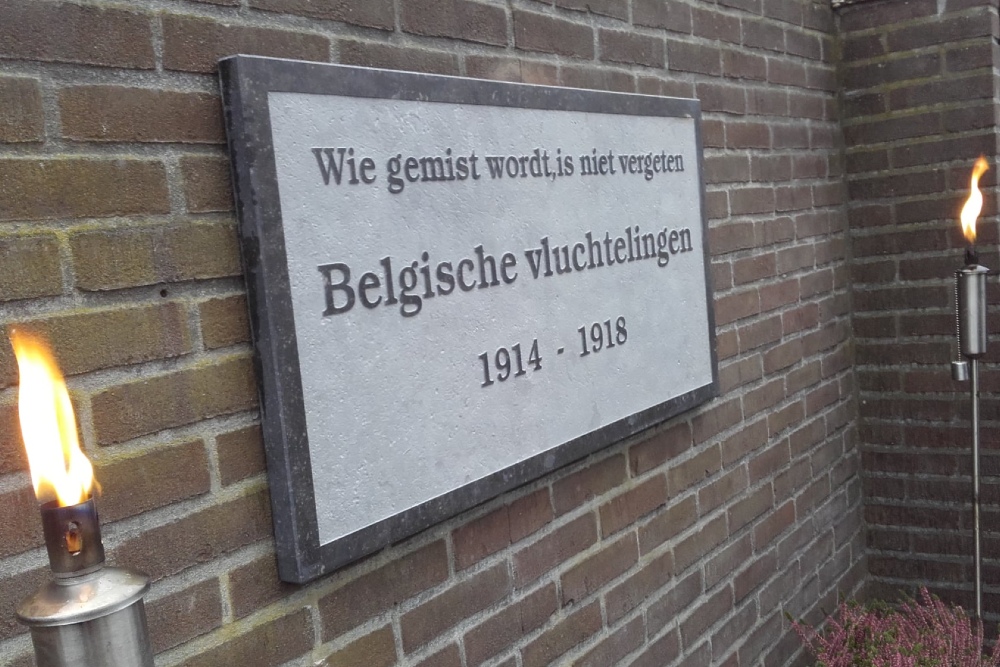 Wie gemist wordt, is niet vergeten
Belgische vluchtelingen
1914 - 1918